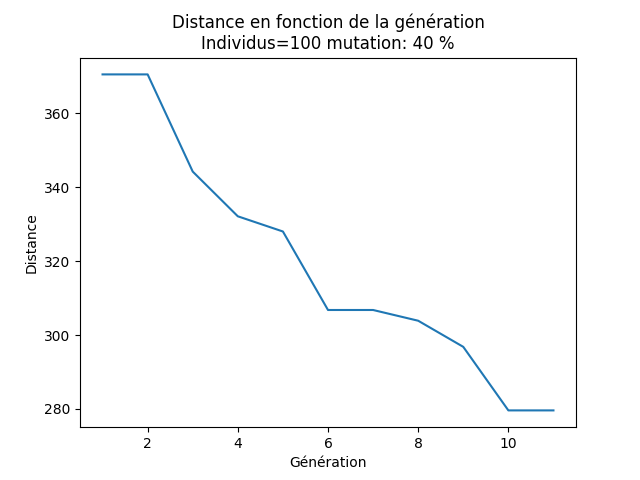 Distance en fonction de la génération
Individus=100 mutation: 40 %
360
340
320
300
280
Distance
2
4
6
8
10
Génération